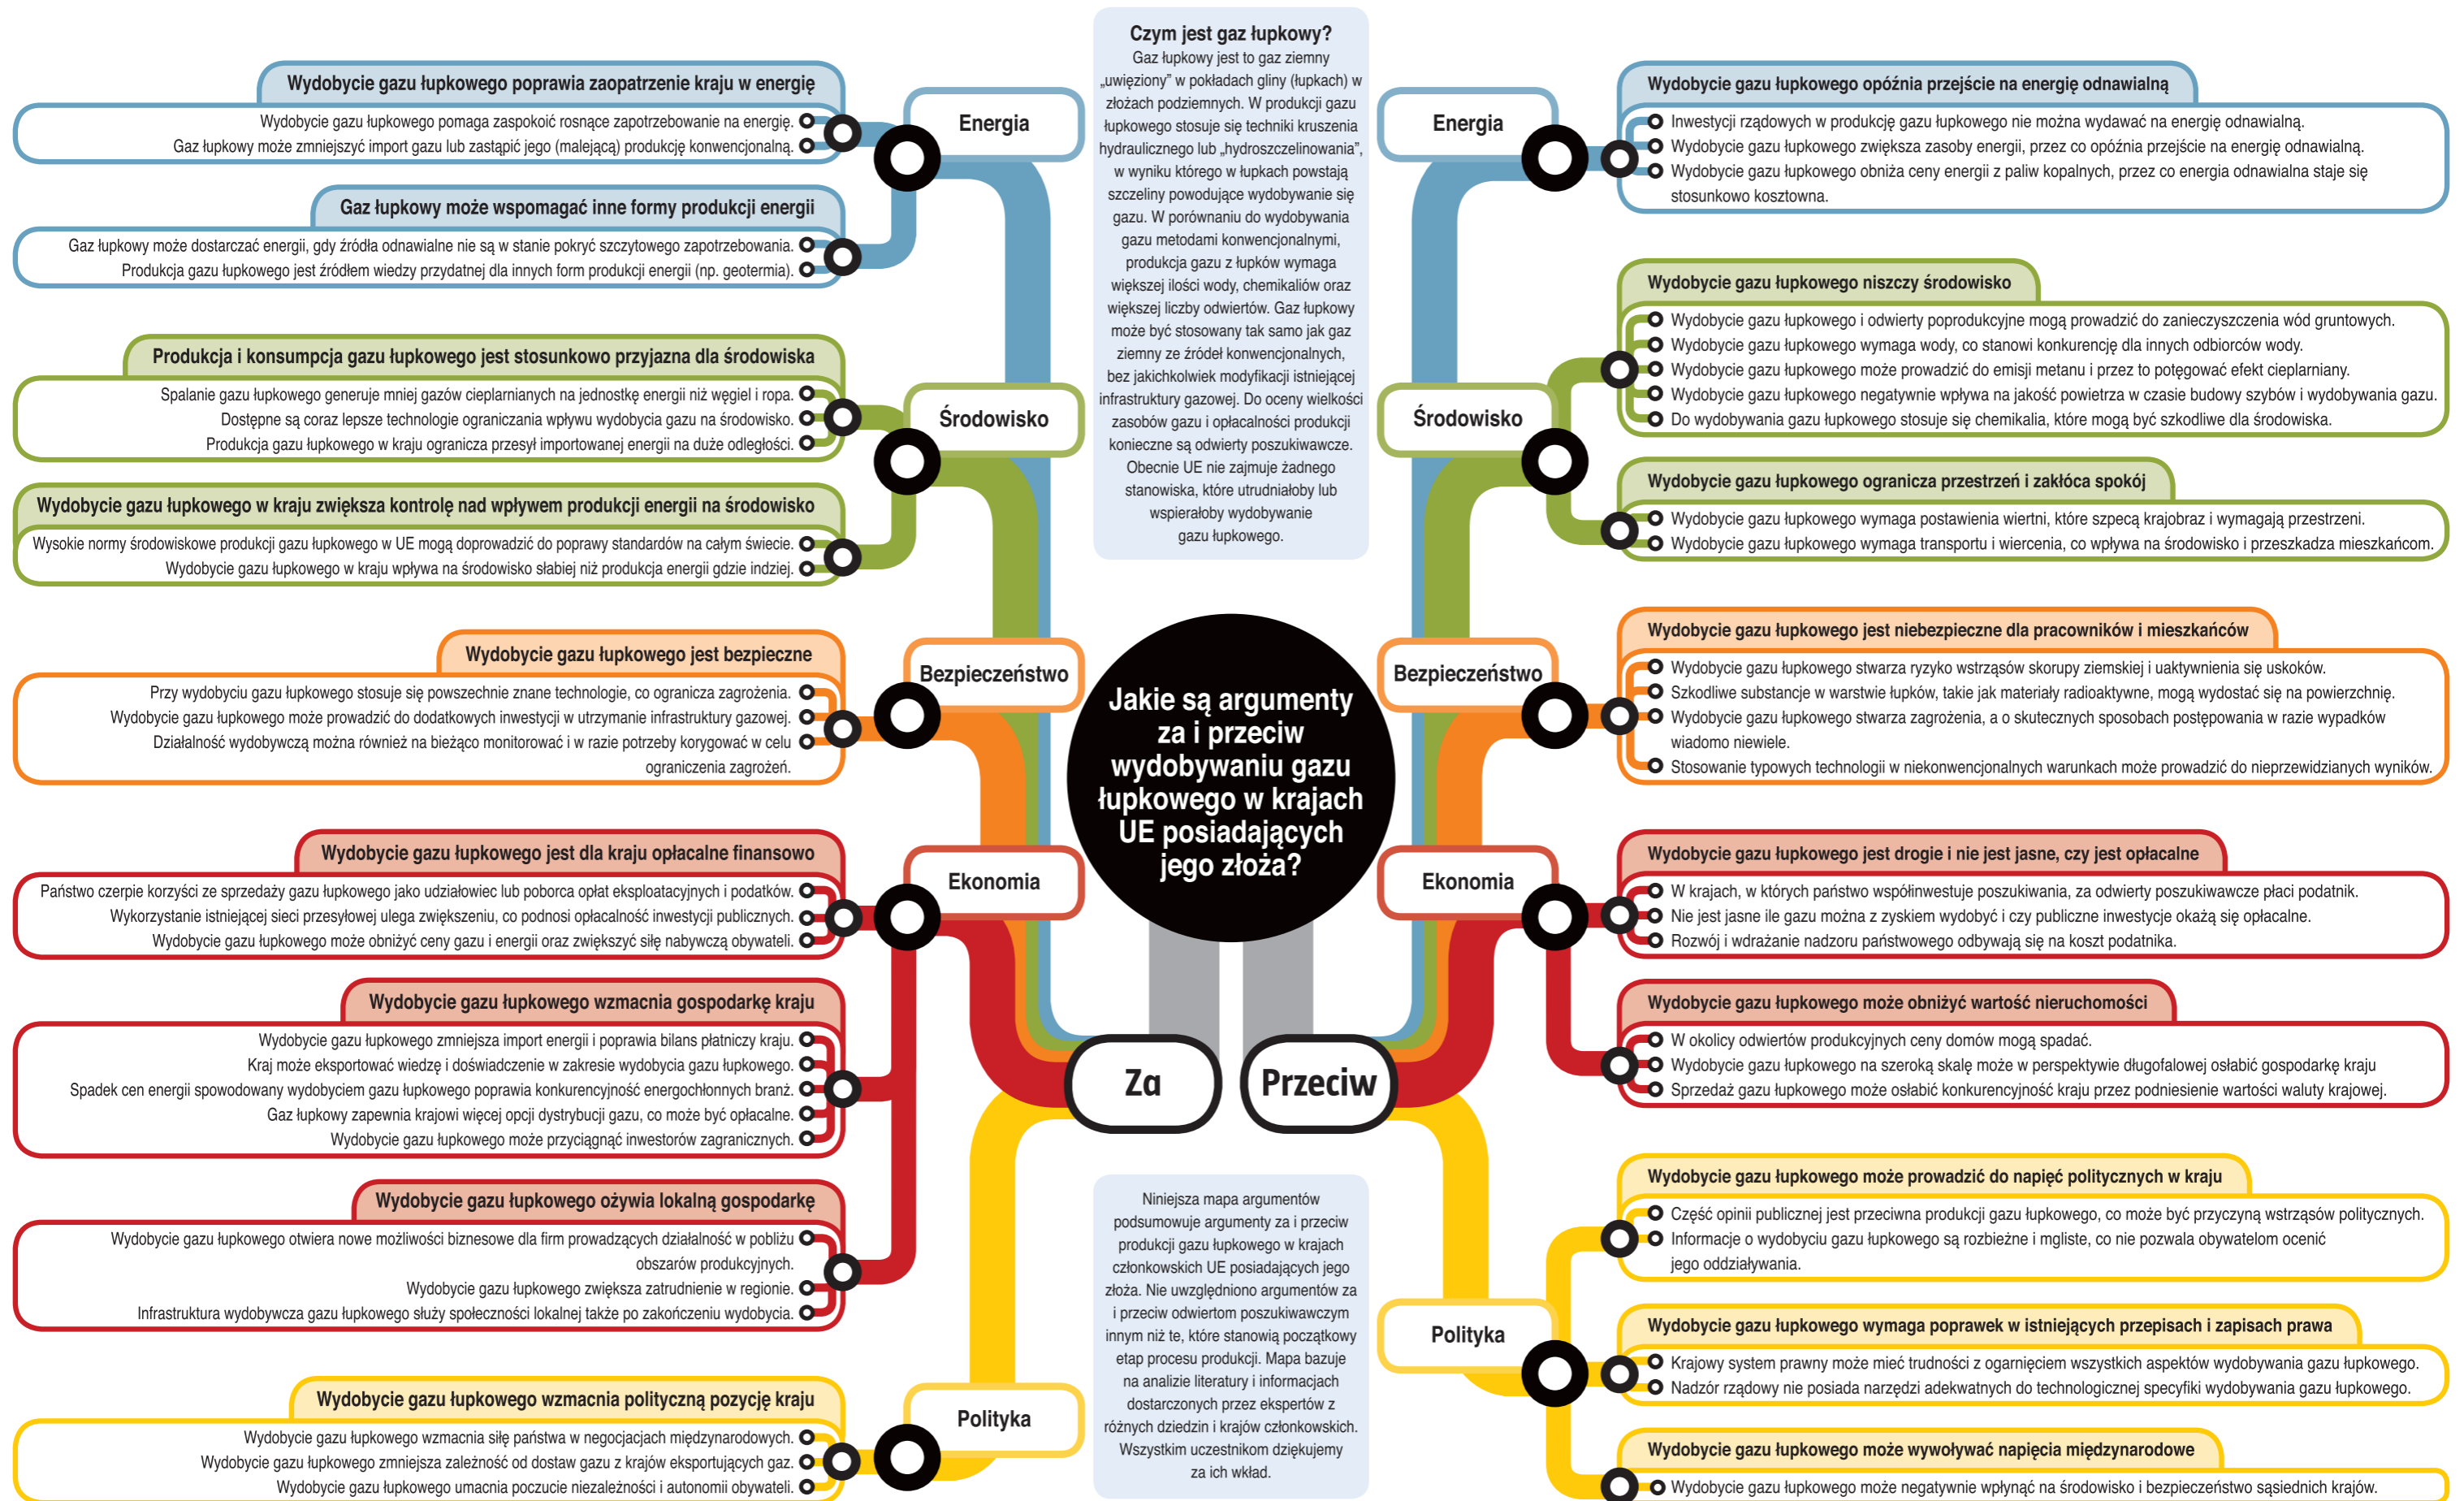 Czym jest gaz łupkowy?
Gaz łupkowy jest to gaz ziemny
„uwięziony” w pokładach gliny (łupkach) w
złożach podziemnych. W produkcji gazu
łupkowego stosuje się techniki kruszenia
hydraulicznego lub „hydroszczelinowania”,
w wyniku którego w łupkach powstają
szczeliny powodujące wydobywanie się
gazu. W porównaniu do wydobywania
gazu metodami konwencjonalnymi,
produkcja gazu z łupków wymaga
większej ilości wody, chemikaliów oraz
większej liczby odwiertów. Gaz łupkowy
może być stosowany tak samo jak gaz
ziemny ze źródeł konwencjonalnych,
bez jakichkolwiek modyfikacji istniejącej
infrastruktury gazowej. Do oceny wielkości
zasobów gazu i opłacalności produkcji
konieczne są odwierty poszukiwawcze.
Obecnie UE nie zajmuje żadnego
stanowiska, które utrudniałoby lub
wspierałoby wydobywanie
gazu łupkowego.
Jakie są argumenty
za i przeciw
wydobywaniu gazu
łupkowego w krajach
UE posiadających
jego złoża?
Za
Energia
Wydobycie gazu łupkowego poprawia zaopatrzenie kraju w energię
Wydobycie gazu łupkowego pomaga zaspokoić rosnące zapotrzebowanie na energię.
Gaz łupkowy może zmniejszyć import gazu lub zastąpić jego (malejącą) produkcję konwencjonalną.
Gaz łupkowy może wspomagać inne formy produkcji energii
Gaz łupkowy może dostarczać energii, gdy źródła odnawialne nie są w stanie pokryć szczytowego zapotrzebowania.
Produkcja gazu łupkowego jest źródłem wiedzy przydatnej dla innych form produkcji energii (np. geotermia).
Środowisko
Produkcja i konsumpcja gazu łupkowego jest stosunkowo przyjazna dla środowiska
Spalanie gazu łupkowego generuje mniej gazów cieplarnianych na jednostkę energii niż węgiel i ropa.
Dostępne są coraz lepsze technologie ograniczania wpływu wydobycia gazu na środowisko.
Produkcja gazu łupkowego w kraju ogranicza przesył importowanej energii na duże odległości.
Wydobycie gazu łupkowego w kraju zwiększa kontrolę nad wpływem produkcji energii na środowisko
Wysokie normy środowiskowe produkcji gazu łupkowego w UE mogą doprowadzić do poprawy standardów na całym świecie.
Wydobycie gazu łupkowego w kraju wpływa na środowisko słabiej niż produkcja energii gdzie indziej.
Bezpieczeństwo
Wydobycie gazu łupkowego jest bezpieczne
Przy wydobyciu gazu łupkowego stosuje się powszechnie znane technologie, co ogranicza zagrożenia.
Wydobycie gazu łupkowego może prowadzić do dodatkowych inwestycji w utrzymanie infrastruktury gazowej.
Działalność wydobywczą można również na bieżąco monitorować i w razie potrzeby korygować w celu
ograniczenia zagrożeń.
Ekonomia
Wydobycie gazu łupkowego jest dla kraju opłacalne finansowo
Państwo czerpie korzyści ze sprzedaży gazu łupkowego jako udziałowiec lub poborca opłat eksploatacyjnych i podatków.
Wykorzystanie istniejącej sieci przesyłowej ulega zwiększeniu, co podnosi opłacalność inwestycji publicznych.
Wydobycie gazu łupkowego może obniżyć ceny gazu i energii oraz zwiększyć siłę nabywczą obywateli.
Wydobycie gazu łupkowego wzmacnia gospodarkę kraju
Wydobycie gazu łupkowego zmniejsza import energii i poprawia bilans płatniczy kraju.
Kraj może eksportować wiedzę i doświadczenie w zakresie wydobycia gazu łupkowego.
Spadek cen energii spowodowany wydobyciem gazu łupkowego poprawia konkurencyjność energochłonnych branż.
Gaz łupkowy zapewnia krajowi więcej opcji dystrybucji gazu, co może być opłacalne.
Wydobycie gazu łupkowego może przyciągnąć inwestorów zagranicznych.
Wydobycie gazu łupkowego ożywia lokalną gospodarkę
Wydobycie gazu łupkowego otwiera nowe możliwości biznesowe dla firm prowadzących działalność w pobliżu
obszarów produkcyjnych.
Wydobycie gazu łupkowego zwiększa zatrudnienie w regionie.
Infrastruktura wydobywcza gazu łupkowego służy społeczności lokalnej także po zakończeniu wydobycia.
Polityka
Wydobycie gazu łupkowego wzmacnia polityczną pozycję kraju
Wydobycie gazu łupkowego wzmacnia siłę państwa w negocjacjach międzynarodowych.
Wydobycie gazu łupkowego zmniejsza zależność od dostaw gazu z krajów eksportujących gaz.
Wydobycie gazu łupkowego umacnia poczucie niezależności i autonomii obywateli.
Przeciw
Energia
Wydobycie gazu łupkowego opóźnia przejście na energię odnawialną
Inwestycji rządowych w produkcję gazu łupkowego nie można wydawać na energię odnawialną.
Wydobycie gazu łupkowego zwiększa zasoby energii, przez co opóźnia przejście na energię odnawialną.
Wydobycie gazu łupkowego obniża ceny energii z paliw kopalnych, przez co energia odnawialna staje się
stosunkowo kosztowna.
Środowisko
Wydobycie gazu łupkowego niszczy środowisko
Wydobycie gazu łupkowego i odwierty poprodukcyjne mogą prowadzić do zanieczyszczenia wód gruntowych.
Wydobycie gazu łupkowego wymaga wody, co stanowi konkurencję dla innych odbiorców wody.
Wydobycie gazu łupkowego może prowadzić do emisji metanu i przez to potęgować efekt cieplarniany.
Wydobycie gazu łupkowego negatywnie wpływa na jakość powietrza w czasie budowy szybów i wydobywania gazu.
Do wydobywania gazu łupkowego stosuje się chemikalia, które mogą być szkodliwe dla środowiska.
Wydobycie gazu łupkowego ogranicza przestrzeń i zakłóca spokój
Wydobycie gazu łupkowego wymaga postawienia wiertni, które szpecą krajobraz i wymagają przestrzeni.
Wydobycie gazu łupkowego wymaga transportu i wiercenia, co wpływa na środowisko i przeszkadza mieszkańcom.
Bezpieczeństwo
Wydobycie gazu łupkowego jest niebezpieczne dla pracowników i mieszkańców
Wydobycie gazu łupkowego stwarza ryzyko wstrząsów skorupy ziemskiej i uaktywnienia się uskoków.
Szkodliwe substancje w warstwie łupków, takie jak materiały radioaktywne, mogą wydostać się na powierzchnię.
Wydobycie gazu łupkowego stwarza zagrożenia, a o skutecznych sposobach postępowania w razie wypadków
wiadomo niewiele.
Stosowanie typowych technologii w niekonwencjonalnych warunkach może prowadzić do nieprzewidzianych wyników.
Ekonomia
Wydobycie gazu łupkowego jest drogie i nie jest jasne, czy jest opłacalne
W krajach, w których państwo współinwestuje poszukiwania, za odwierty poszukiwawcze płaci podatnik.
Nie jest jasne ile gazu można z zyskiem wydobyć i czy publiczne inwestycje okażą się opłacalne.
Rozwój i wdrażanie nadzoru państwowego odbywają się na koszt podatnika.
Wydobycie gazu łupkowego może obniżyć wartość nieruchomości
W okolicy odwiertów produkcyjnych ceny domów mogą spadać.
Wydobycie gazu łupkowego na szeroką skalę może w perspektywie długofalowej osłabić gospodarkę kraju
Sprzedaż gazu łupkowego może osłabić konkurencyjność kraju przez podniesienie wartości waluty krajowej.
Polityka
Wydobycie gazu łupkowego może prowadzić do napięć politycznych w kraju
Część opinii publicznej jest przeciwna produkcji gazu łupkowego, co może być przyczyną wstrząsów politycznych.
Informacje o wydobyciu gazu łupkowego są rozbieżne i mgliste, co nie pozwala obywatelom ocenić
jego oddziaływania.
Wydobycie gazu łupkowego wymaga poprawek w istniejących przepisach i zapisach prawa
Krajowy system prawny może mieć trudności z ogarnięciem wszystkich aspektów wydobywania gazu łupkowego.
Nadzór rządowy nie posiada narzędzi adekwatnych do technologicznej specyfiki wydobywania gazu łupkowego.
Wydobycie gazu łupkowego może wywoływać napięcia międzynarodowe
Wydobycie gazu łupkowego może negatywnie wpłynąć na środowisko i bezpieczeństwo sąsiednich krajów.
Niniejsza mapa argumentów
podsumowuje argumenty za i przeciw
produkcji gazu łupkowego w krajach
członkowskich UE posiadających jego
złoża. Nie uwzględniono argumentów za
i przeciw odwiertom poszukiwawczym
innym niż te, które stanowią początkowy
etap procesu produkcji. Mapa bazuje
na analizie literatury i informacjach
dostarczonych przez ekspertów z
różnych dziedzin i krajów członkowskich.
Wszystkim uczestnikom dziękujemy
za ich wkład.